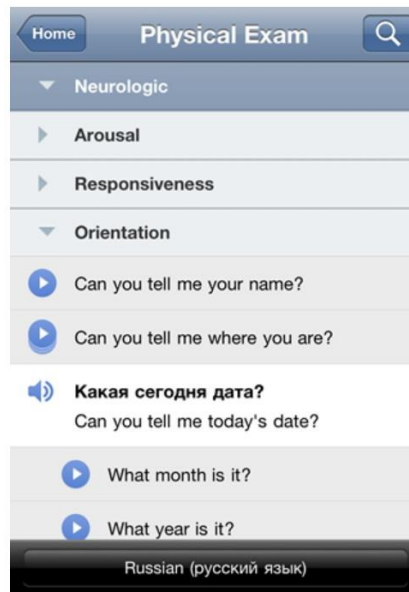 Home
Physical Exam
Neurologic
Arousal
Responsiveness
Orientation
Can you tell me your name?
Can you tell me where you are?
Какая сегодня дата?
Can you tell me today's date?
What month is it?
What year is it?
Russian (русский язык)